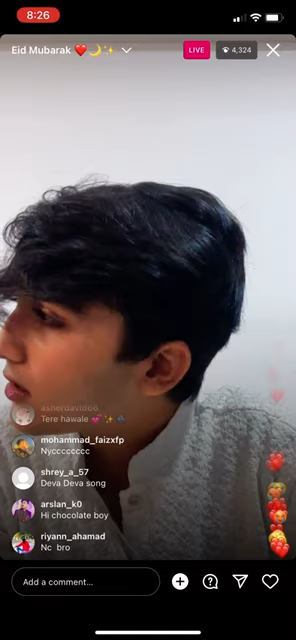 8:26
Eid Mubarak ❤️🌙✨
LIVE
4,324
asherdavid66
Tere hawale
mohammad_faizxfp
Nycccccccc
shrey_a_57
Deva Deva song
arslan_k0
Hi chocolate boy
riyann_ahamad
Nc bro
Add a comment...